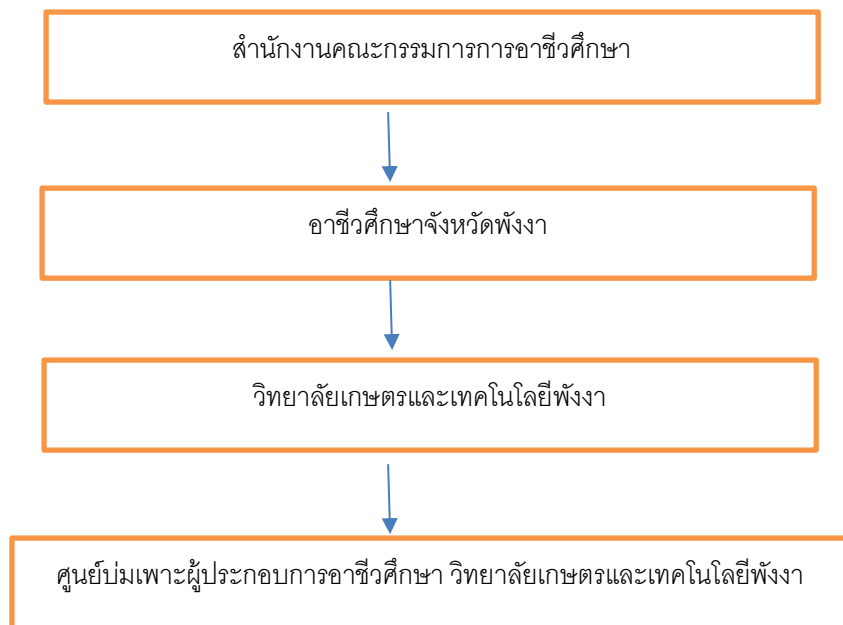 สำนักงานคณะกรรมการการอาชีวศึกษา
อาชีวศึกษาจังหวัดพังงา
วิทยาลัยเกษตรและเทคโนโลยีพังงา
ศูนย์บ่มเพาะผู้ประกอบการอาชีวศึกษา วิทยาลัยเกษตรและเทคโนโลยีพังงา